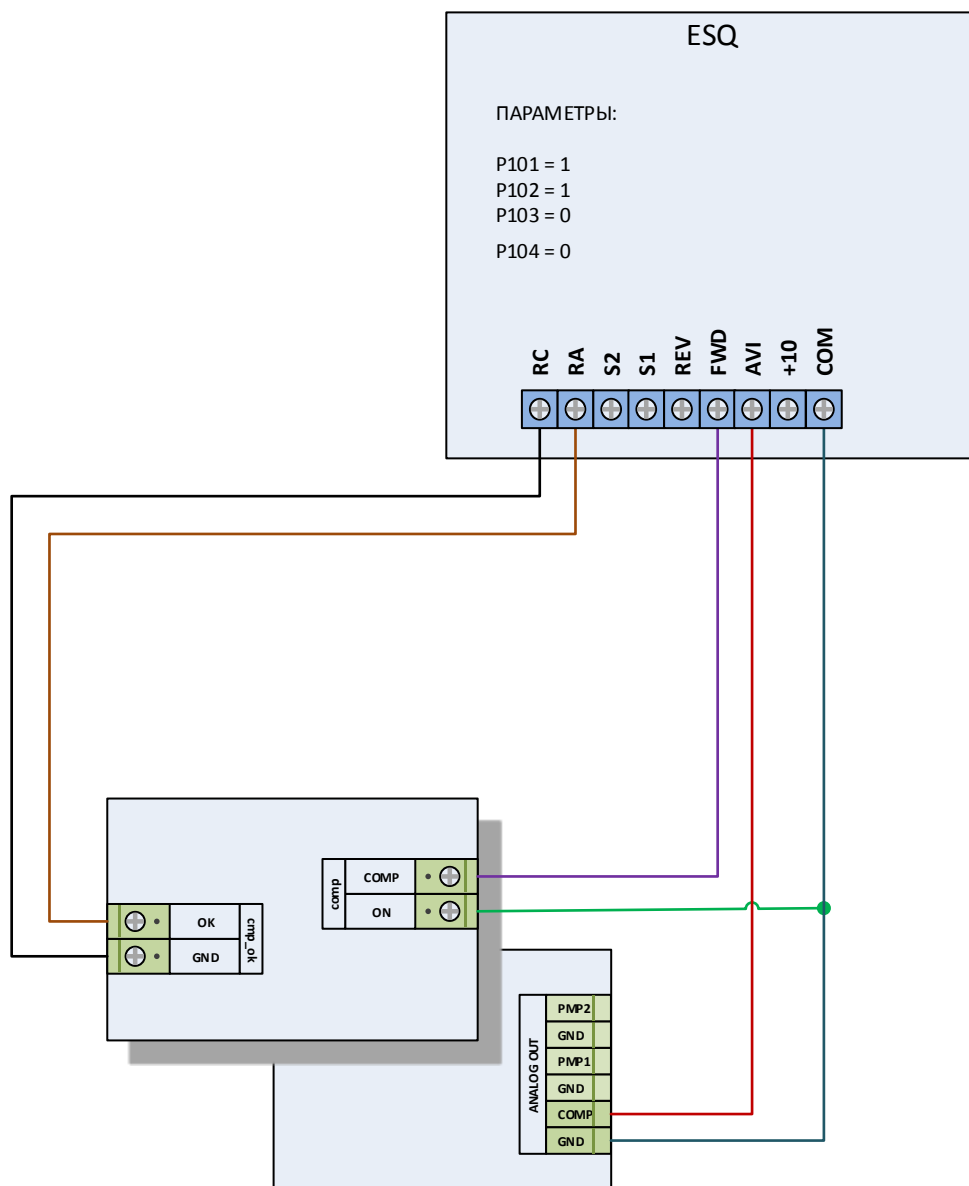 ESQ
ПАРАМЕТРЫ:
P101 = 1
P102 = 1
P103 = 0
P104 = 0
RC
RA
S2
S1
REV
FWD
AVI
+10
COM
comp
COMP
ON
OK
GND
cmp_ok
ANALOG OUT
PMP2
GND
PMP1
GND
COMP
GND